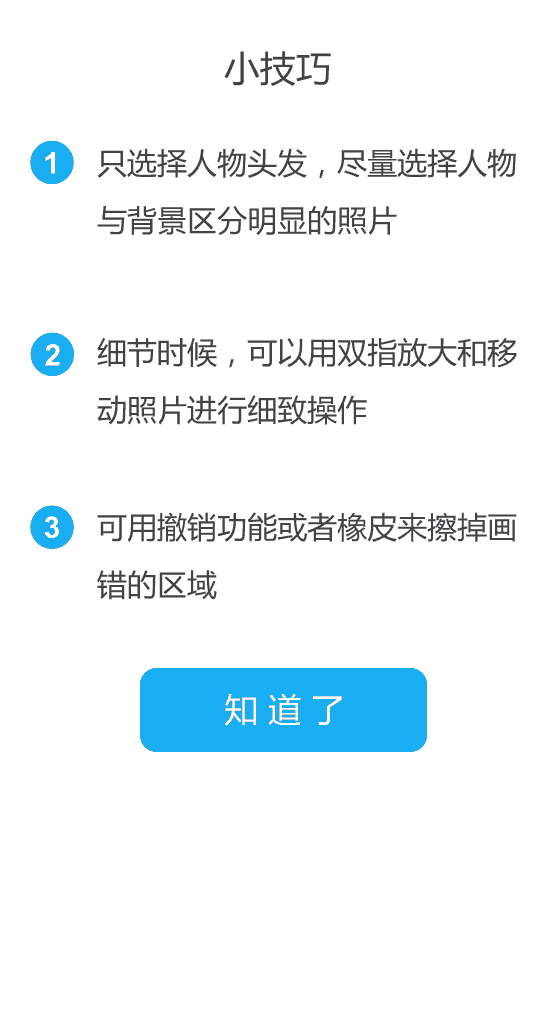 小技巧
1 只选择人物头发，尽量选择人物
与背景区分明显的照片
2 细节时候，可以用双指放大和移
动照片进行细致操作
3 可用撤销功能或者橡皮来擦掉画
错的区域
知道了